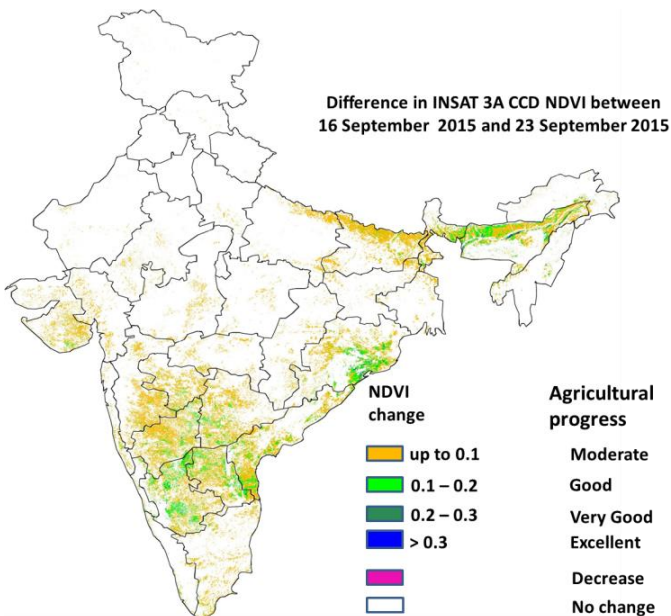 Difference in INSAT 3A CCD NDVI between
16 September 2015 and 23 September 2015
NDVI change
Agricultural progress
up to 0.1 Moderate
0.1 – 0.2 Good
0.2 – 0.3 Very Good
> 0.3 Excellent
Decrease
No change